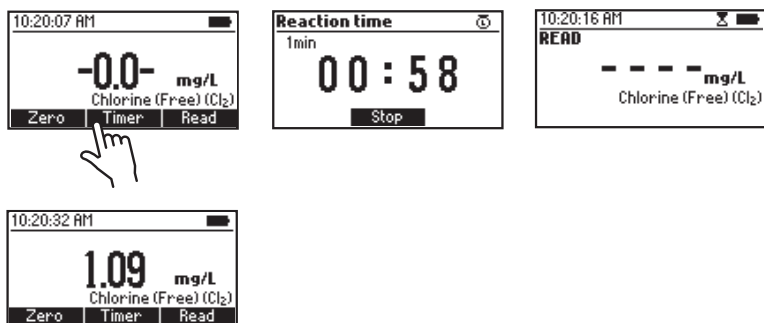 10:20:07 AM
-0.0- mg/L
Chlorine (Free) (Cl₂)
Zero Timer Read
Reaction time
1min
00:58
Stop
10:20:16 AM
READ
---- mg/L
Chlorine (Free) (Cl₂)
10:20:32 AM
1.09 mg/L
Chlorine (Free) (Cl₂)
Zero Timer Read